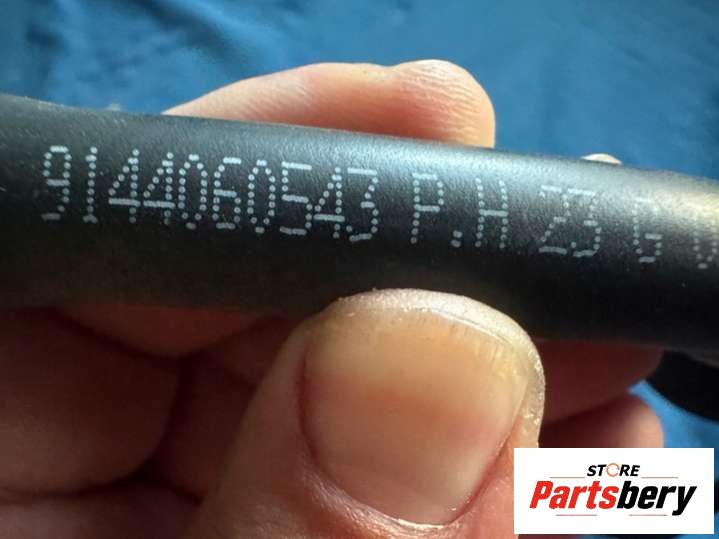 9144060543 P.H 23 G
STORE
Partsbery